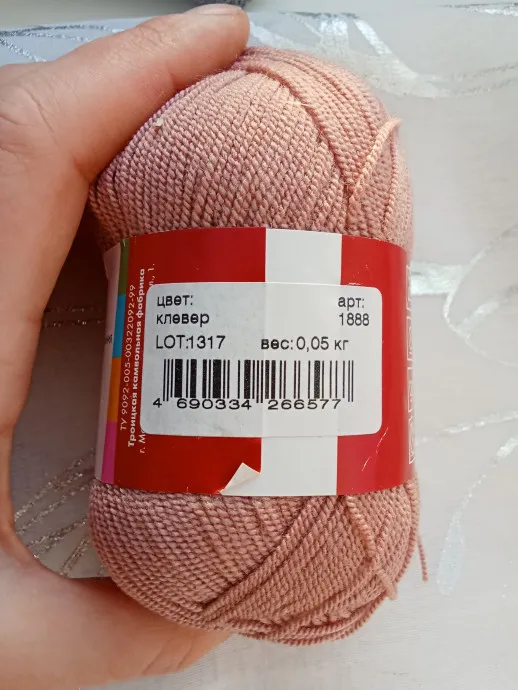 цвет:
клевер
арт:
1888
LOT:1317
вес:0,05 кг
4 690334 266577
ТУ 9092-005-00322092-99
Троицкая камвольная фабрика